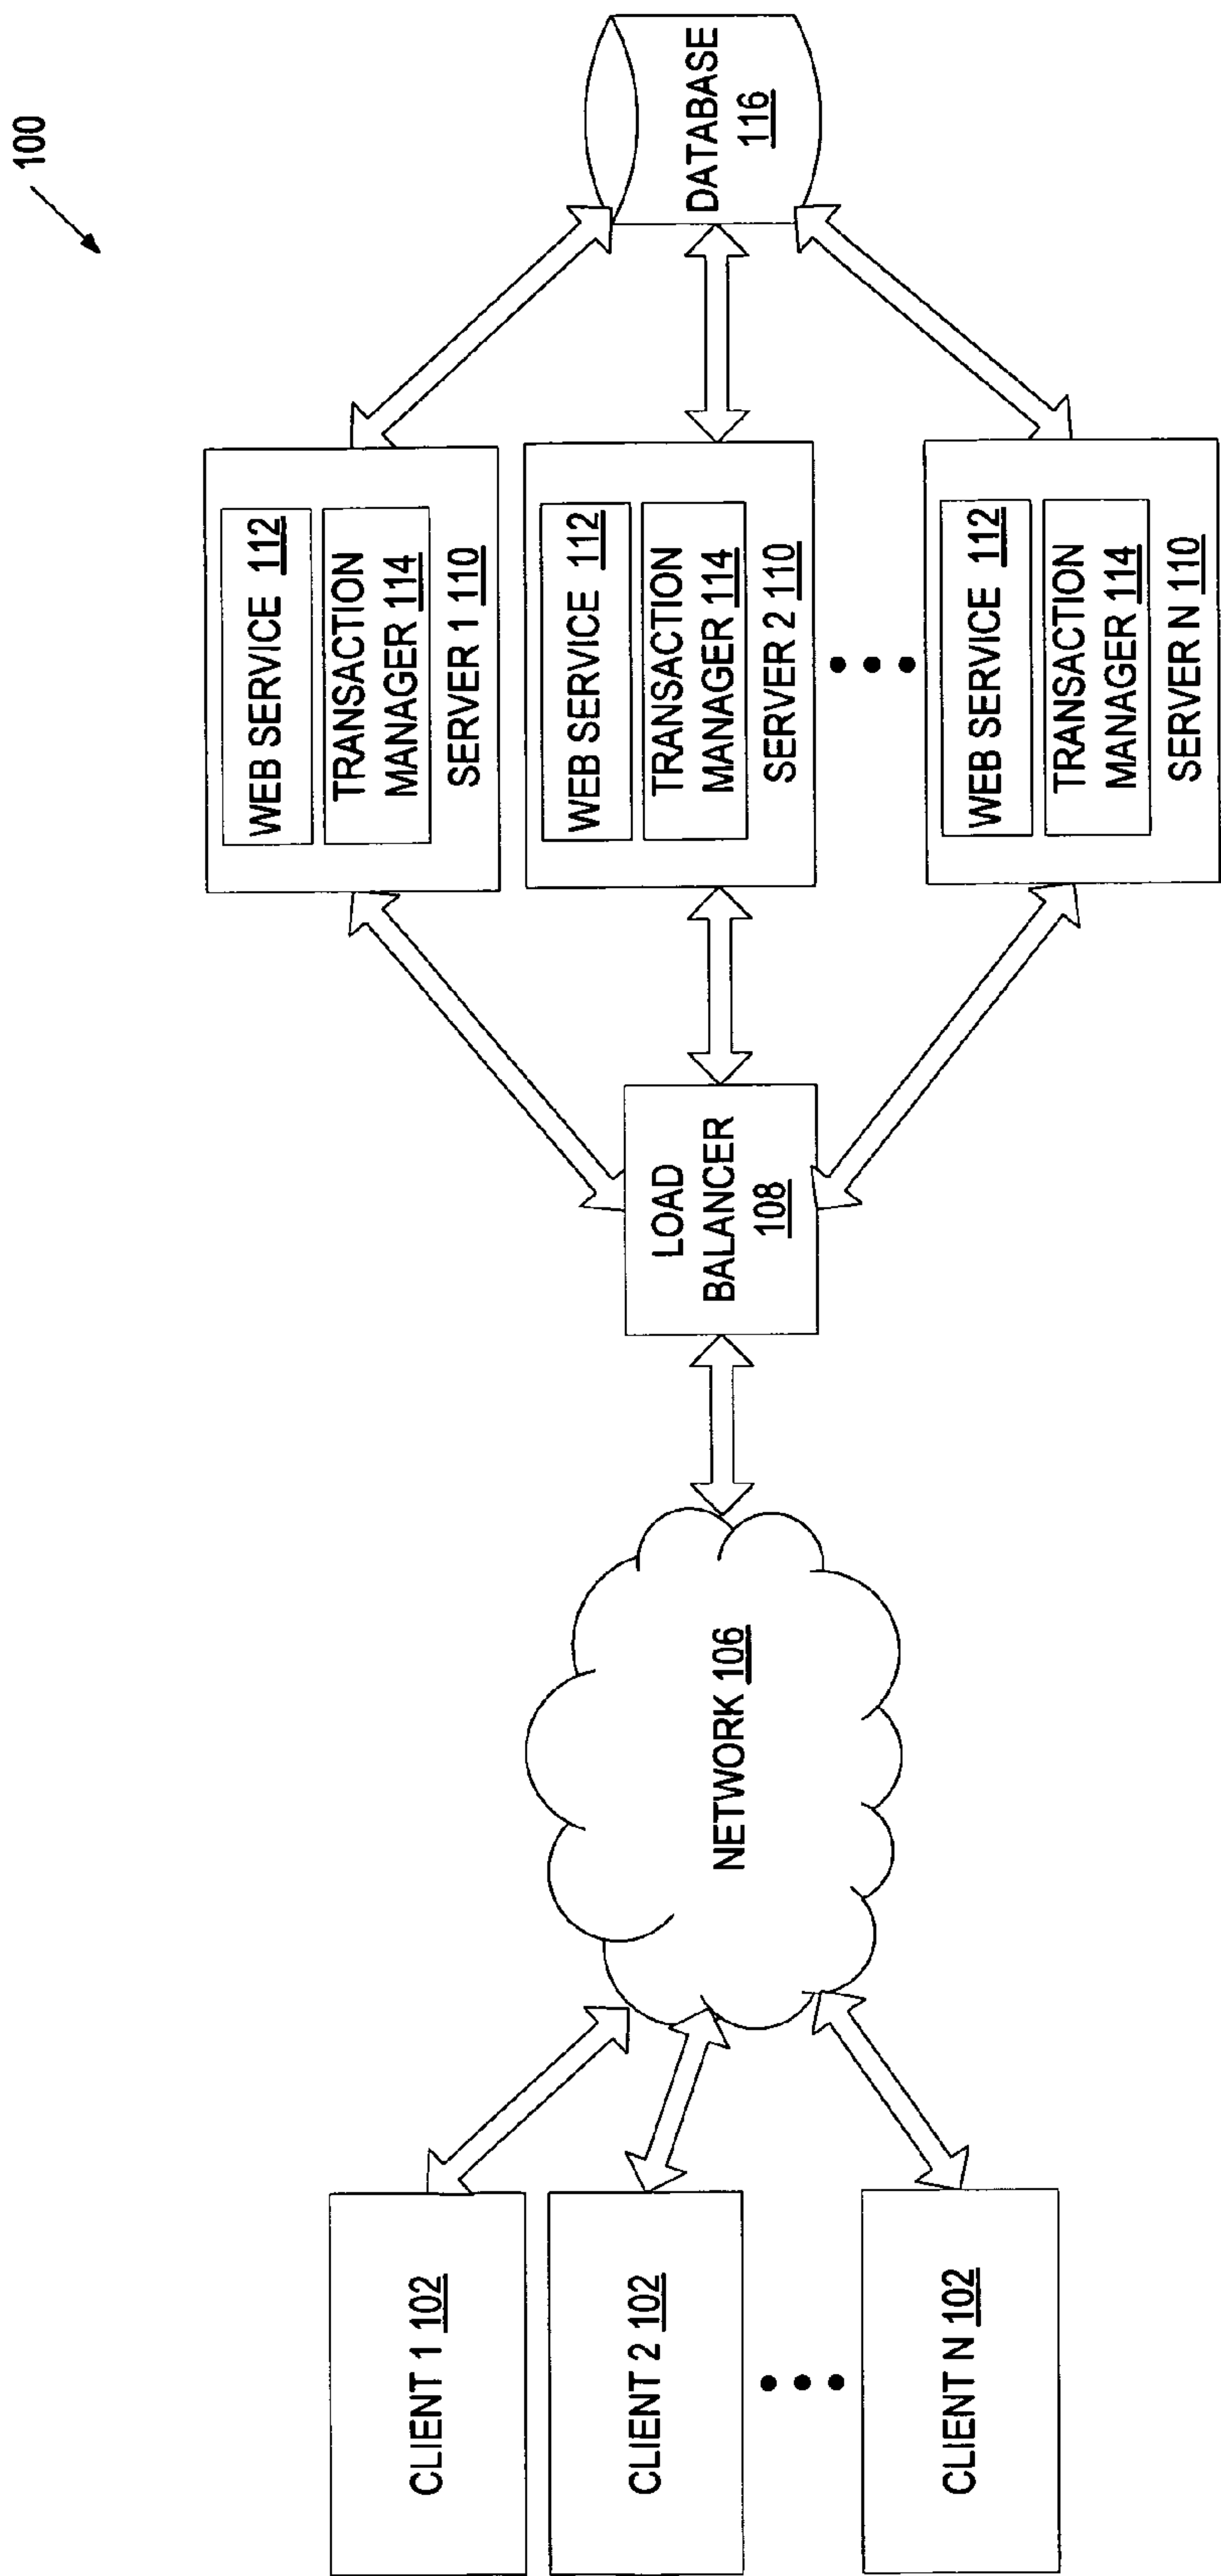 100
CLIENT 1 102
CLIENT 2 102
CLIENT N 102
NETWORK 106
LOAD
BALANCER
108
WEB SERVICE 112
TRANSACTION
MANAGER 114
SERVER 1 110
WEB SERVICE 112
TRANSACTION
MANAGER 114
SERVER 2 110
WEB SERVICE 112
TRANSACTION
MANAGER 114
SERVER N 110
DATABASE
116